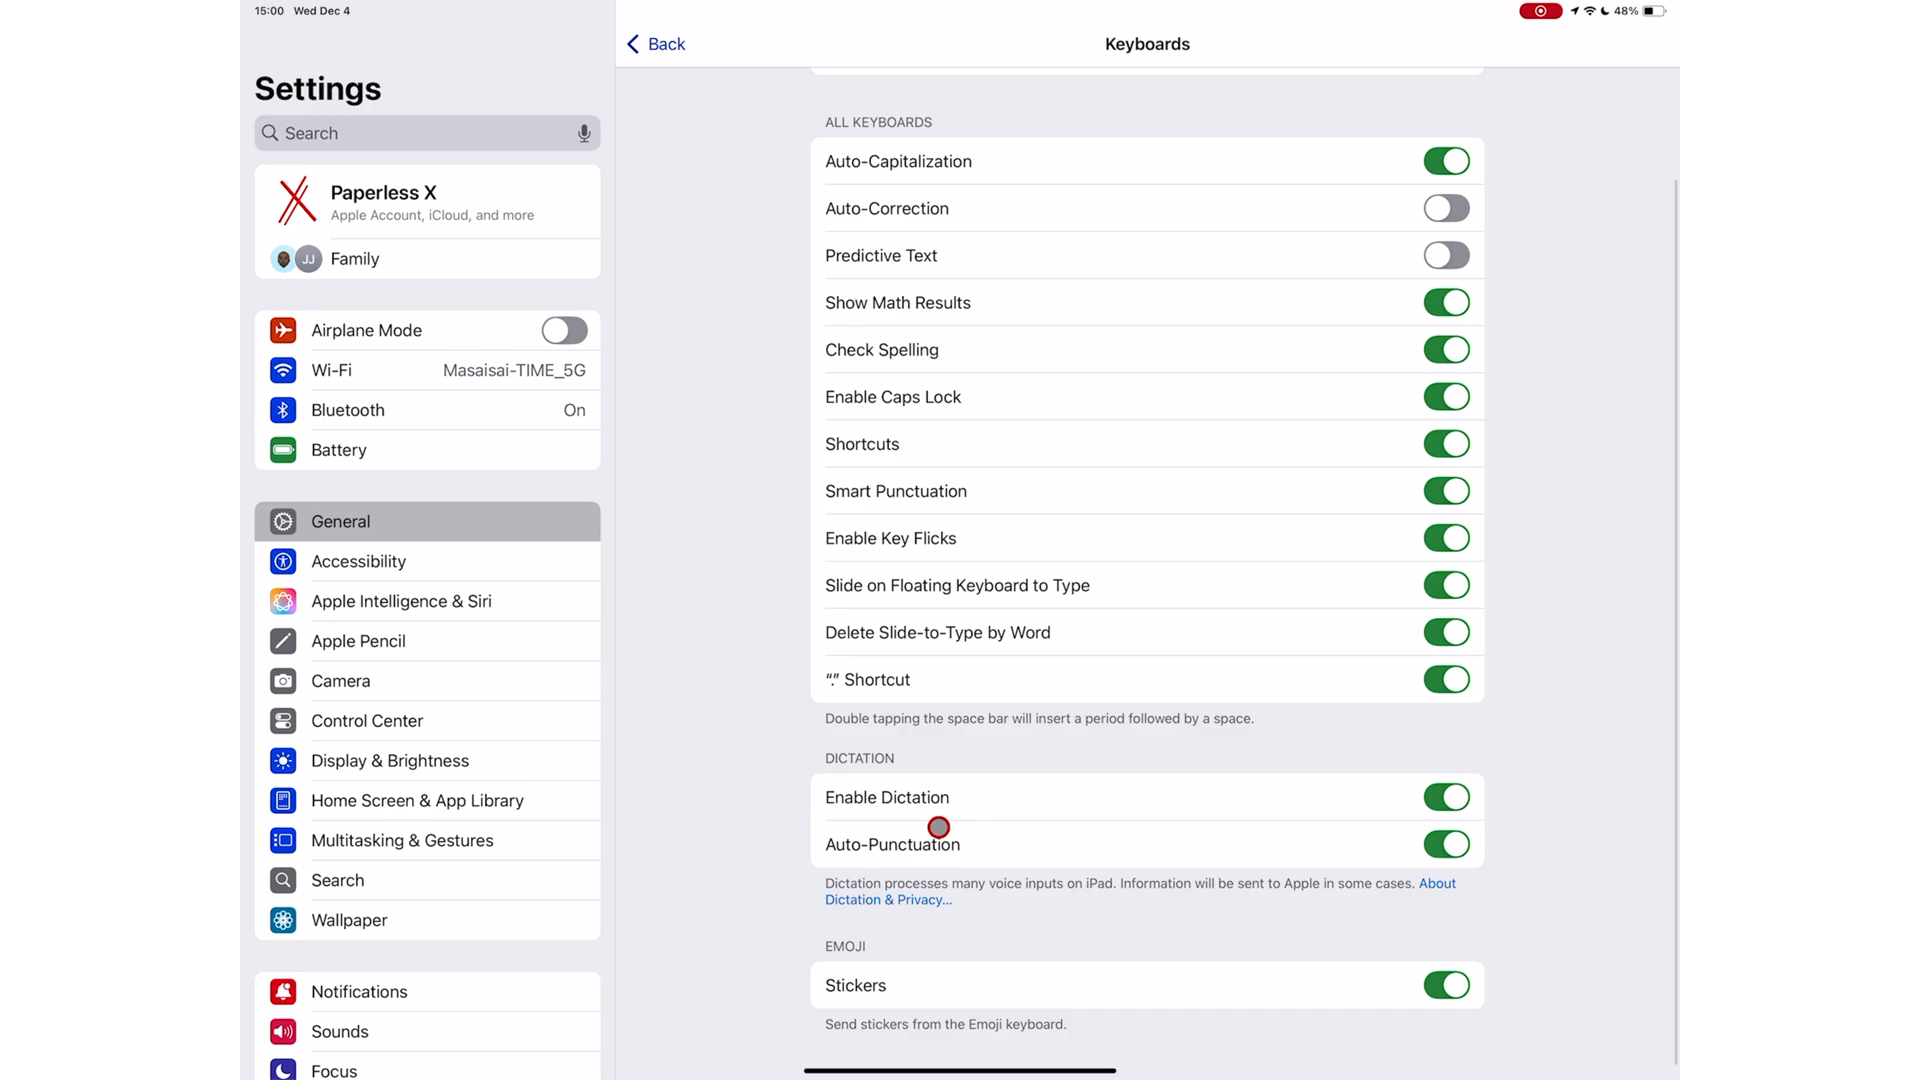 15:00 Wed Dec 4
48%
Settings
Search
Paperless X
Apple Account, iCloud, and more
JJ
Family
Airplane Mode
Wi-Fi Masaisai-TIME_5G
Bluetooth On
Battery
General
Accessibility
Apple Intelligence & Siri
Apple Pencil
Camera
Control Center
Display & Brightness
Home Screen & App Library
Multitasking & Gestures
Search
Wallpaper
Notifications
Sounds
Focus
Back
Keyboards
ALL KEYBOARDS
Auto-Capitalization
Auto-Correction
Predictive Text
Show Math Results
Check Spelling
Enable Caps Lock
Shortcuts
Smart Punctuation
Enable Key Flicks
Slide on Floating Keyboard to Type
Delete Slide-to-Type by Word
“.” Shortcut
Double tapping the space bar will insert a period followed by a space.
DICTATION
Enable Dictation
Auto-Punctuation
Dictation processes many voice inputs on iPad. Information will be sent to Apple in some cases. About
Dictation & Privacy...
EMOJI
Stickers
Send stickers from the Emoji keyboard.